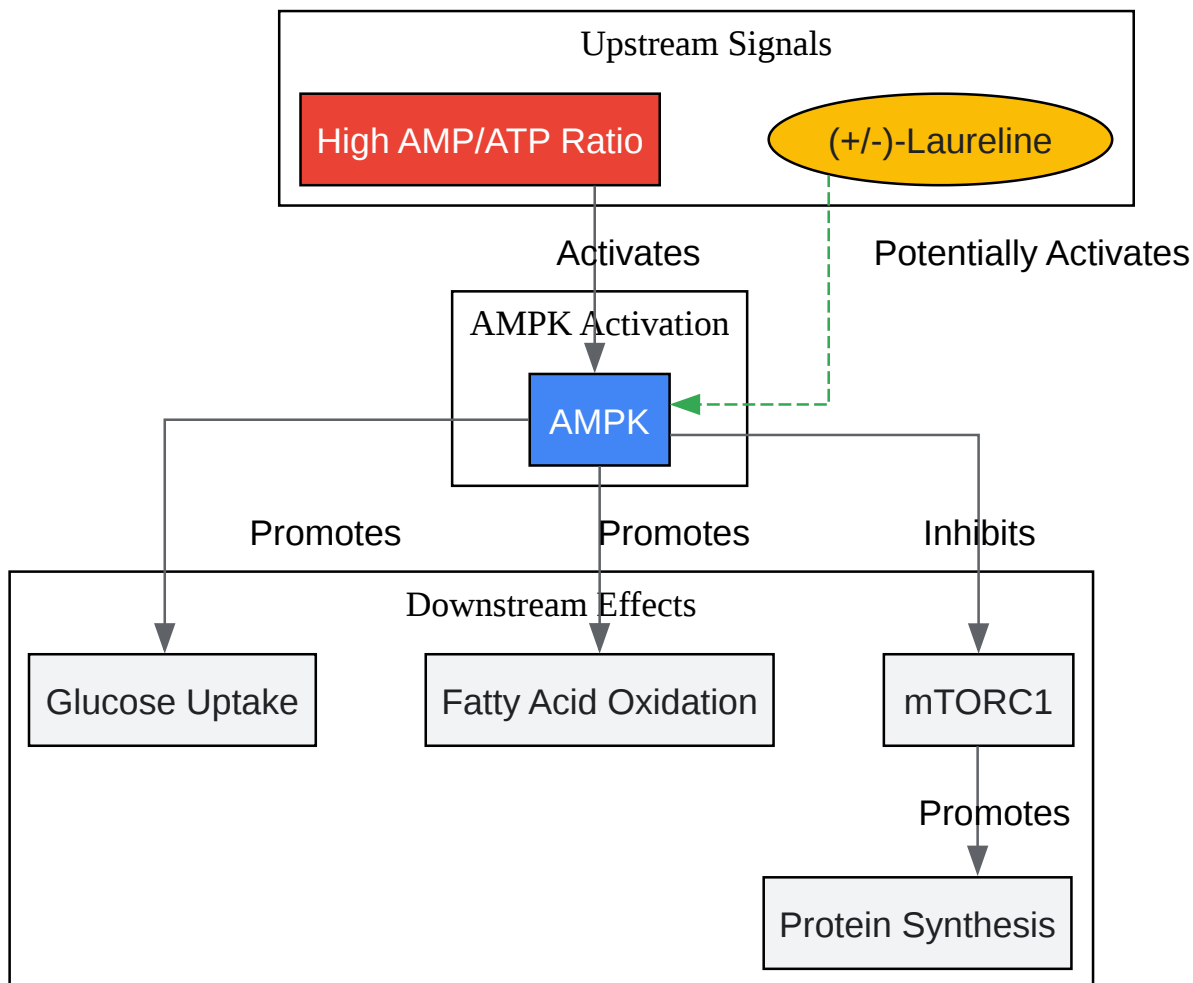 Upstream Signals
High AMP/ATP Ratio
(+/-)-Laureline
Activates
Potentially Activates
AMPK Activation
AMPK
Promotes
Promotes
Inhibits
Downstream Effects
Glucose Uptake
Fatty Acid Oxidation
mTORC1
Promotes
Protein Synthesis